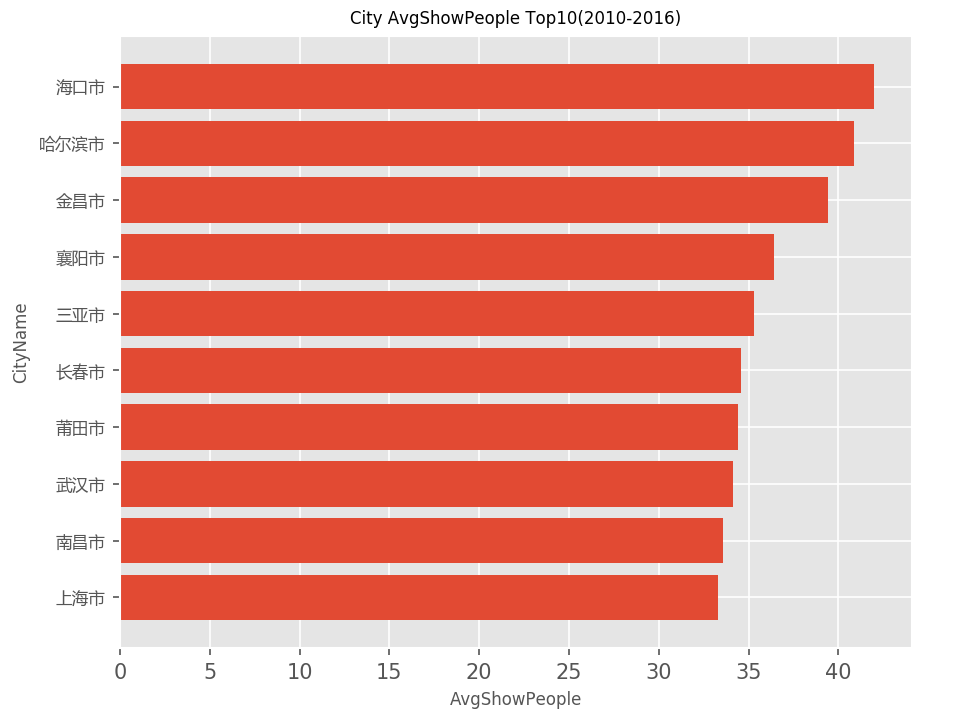 City AvgShowPeople Top10(2010-2016)
海口市
哈尔滨市
金昌市
襄阳市
三亚市
长春市
莆田市
武汉市
南昌市
上海市
CityName
0 5 10 15 20 25 30 35 40
AvgShowPeople